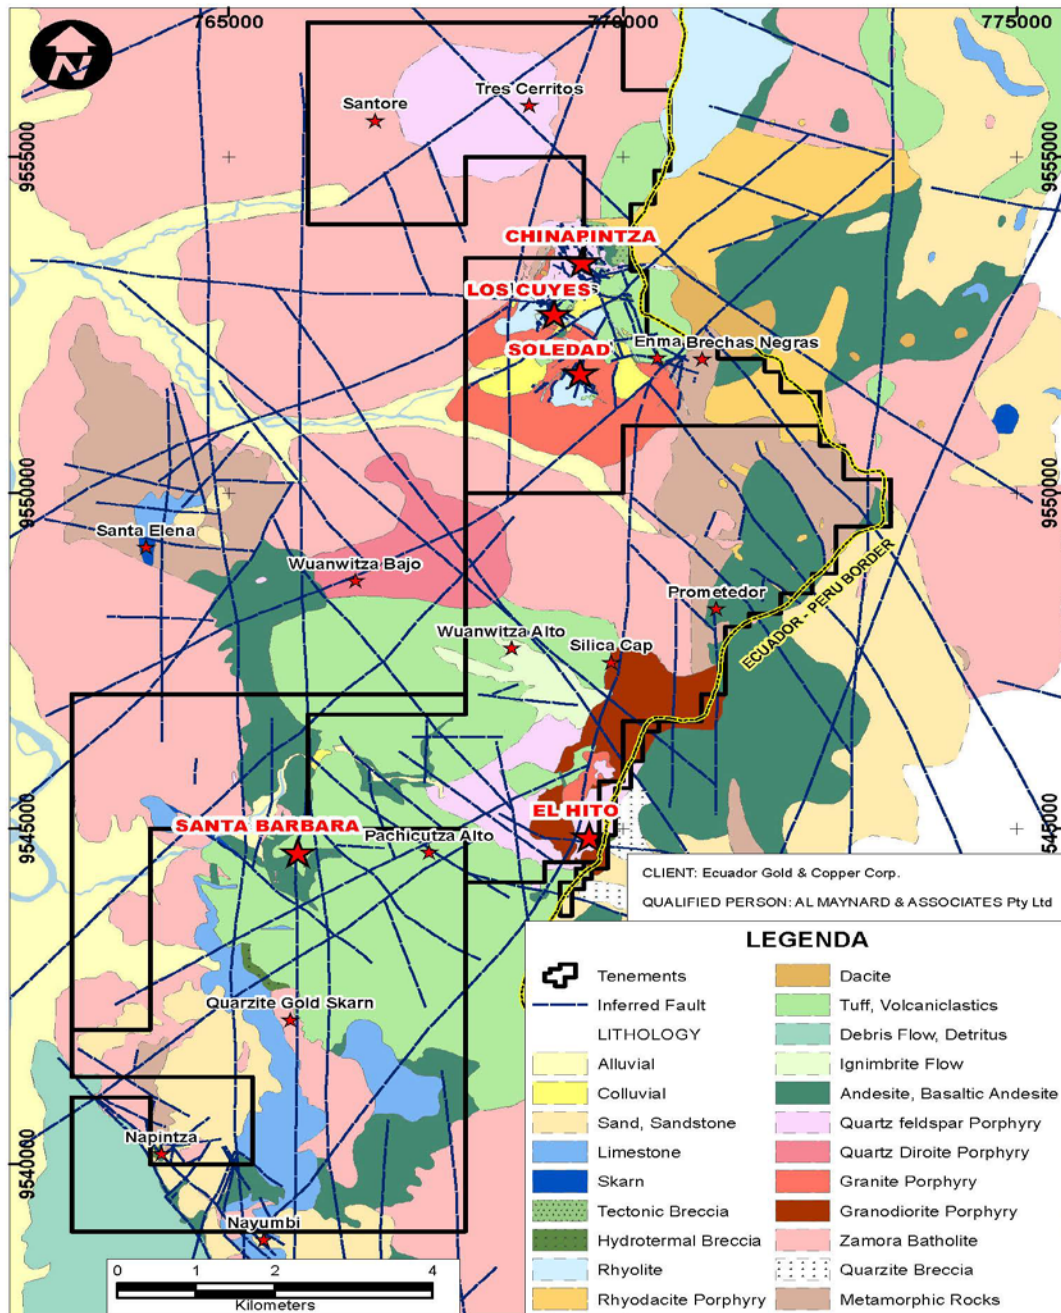 765000
770000
775000
N
Tres Cerritos
Santore
9555000
9555000
CHINAPINTZA
LOS CUYES
Enma Brechas Negras
SOLEDAD
9550000
9550000
Santa Elena
Wuanwitza Bajo
Prometedor
ECUADOR - PERU BORDER
Wuanwitza Alto
Silica Cap
EL HITO
SANTA BARBARA
Pachicutza Alto
9545000
545000
CLIENT: Ecuador Gold & Copper Corp.
QUALIFIED PERSON: AL MAYNARD & ASSOCIATES Pty Ltd
Quarzite Gold Skarn
Napintza
9540000
Nayumbi
0 1 2 4
Kilometers
LEGENDA
Tenements
Inferred Fault
LITHOLOGY
Alluvial
Colluvial
Sand, Sandstone
Limestone
Skarn
Tectonic Breccia
Hydrotermal Breccia
Rhyolite
Rhyodacite Porphyry
Dacite
Tuff, Volcaniclastics
Debris Flow, Detritus
Ignimbrite Flow
Andesite, Basaltic Andesite
Quartz feldspar Porphyry
Quartz Diroite Porphyry
Granite Porphyry
Granodiorite Porphyry
Zamora Batholite
Quarzite Breccia
Metamorphic Rocks